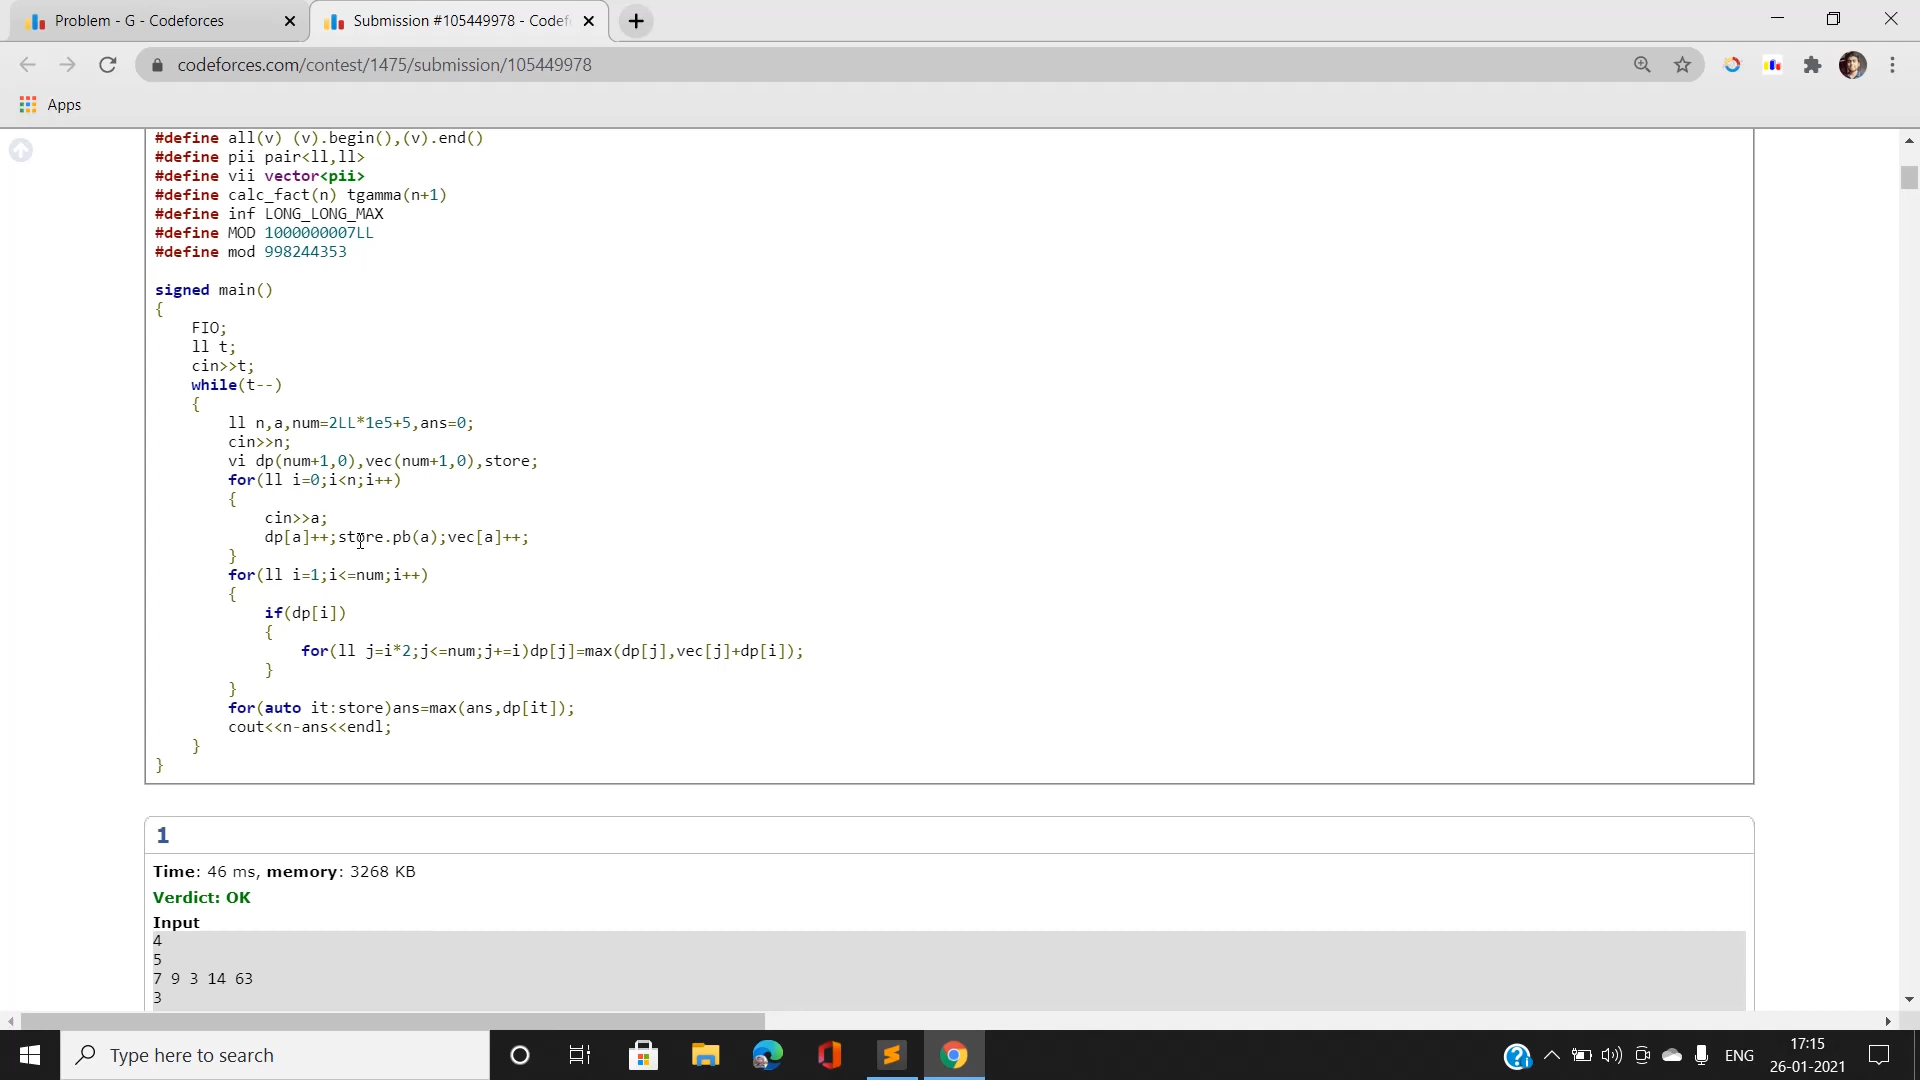 Problem - G - Codeforces
Submission #105449978 - Codef
codeforces.com/contest/1475/submission/105449978
Apps
#define all(v) (v).begin(),(v).end()
#define pii pair<ll,ll>
#define vii vector<pii>
#define calc_fact(n) tgamma(n+1)
#define inf LONG_LONG_MAX
#define MOD 1000000007LL
#define mod 998244353
signed main()
{
FIO;
ll t;
cin>>t;
while(t--)
{
ll n,a,num=2LL*1e5+5,ans=0;
cin>>n;
vi dp(num+1,0),vec(num+1,0),store;
for(ll i=0;i<n;i++)
{
cin>>a;
dp[a]++;store.pb(a);vec[a]++;
}
for(ll i=1;i<=num;i++)
{
if(dp[i])
{
for(ll j=i*2;j<=num;j+=i)dp[j]=max(dp[j],vec[j]+dp[i]);
}
}
for(auto it:store)ans=max(ans,dp[it]);
cout<<n-ans<<endl;
}
}
1
Time: 46 ms, memory: 3268 KB
Verdict: OK
Input
4
5
7 9 3 14 63
3
Type here to search
ENG
17:15
26-01-2021